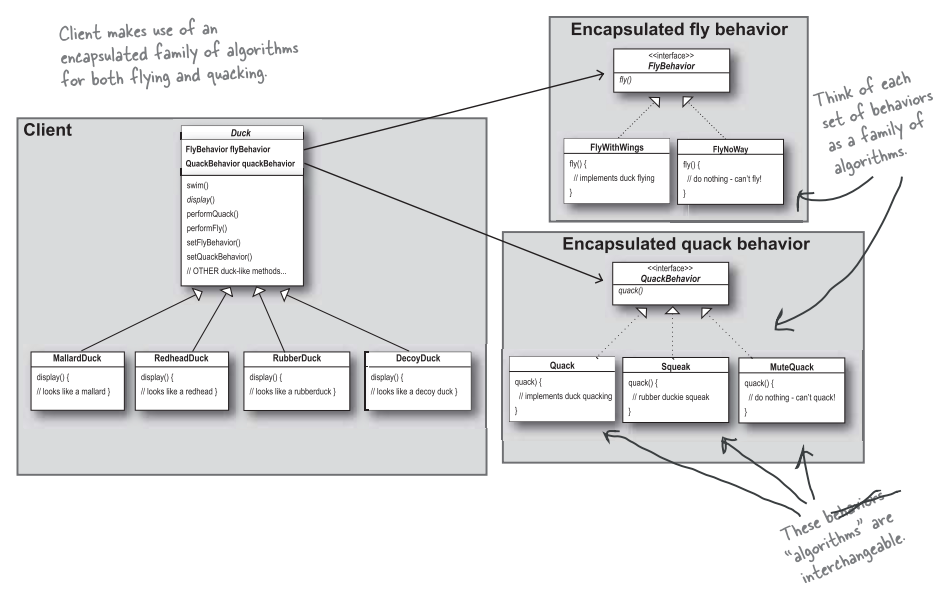 Client makes use of an
encapsulated family of algorithms
for both flying and quacking.
Client
Duck
FlyBehavior flyBehavior
QuackBehavior quackBehavior
swim()
display()
performQuack()
performFly()
setFlyBehavior()
setQuackBehavior()
// OTHER duck-like methods...
MallardDuck
display() {
// looks like a mallard }
RedheadDuck
display() {
// looks like a redhead }
RubberDuck
display() {
// looks like a rubberduck }
DecoyDuck
display() {
// looks like a decoy duck }
Encapsulated fly behavior
<<interface>>
FlyBehavior
fly()
FlyWithWings
fly() {
// implements duck flying
}
FlyNoWay
fly() {
// do nothing - can't fly!
}
Think of each
set of behaviors
as a family of
algorithms.
Encapsulated quack behavior
<<interface>>
QuackBehavior
quack()
Quack
quack) {
// implements duck quacking
}
Squeak
quack() {
// rubber duckie squeak
}
MuteQuack
quack() {
// do nothing - can't quack!
}
These behaviors
"algorithms" are
interchangeable.